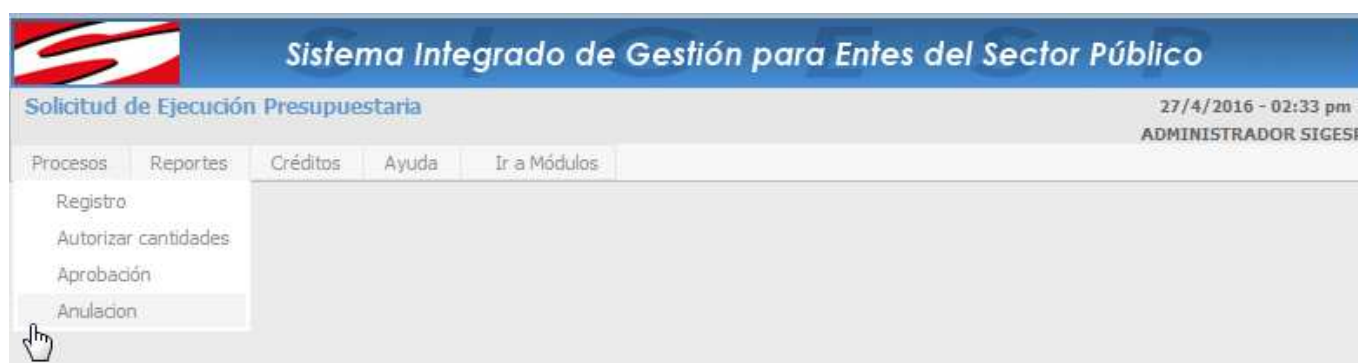 Sistema Integrado de Gestión para Entes del Sector Público
Solicitud de Ejecución Presupuestaria
27/4/2016 - 02:33 pm
ADMINISTRADOR SIGESP
Procesos Reportes Créditos Ayuda Ir a Módulos
Registro
Autorizar cantidades
Aprobación
Anulacion